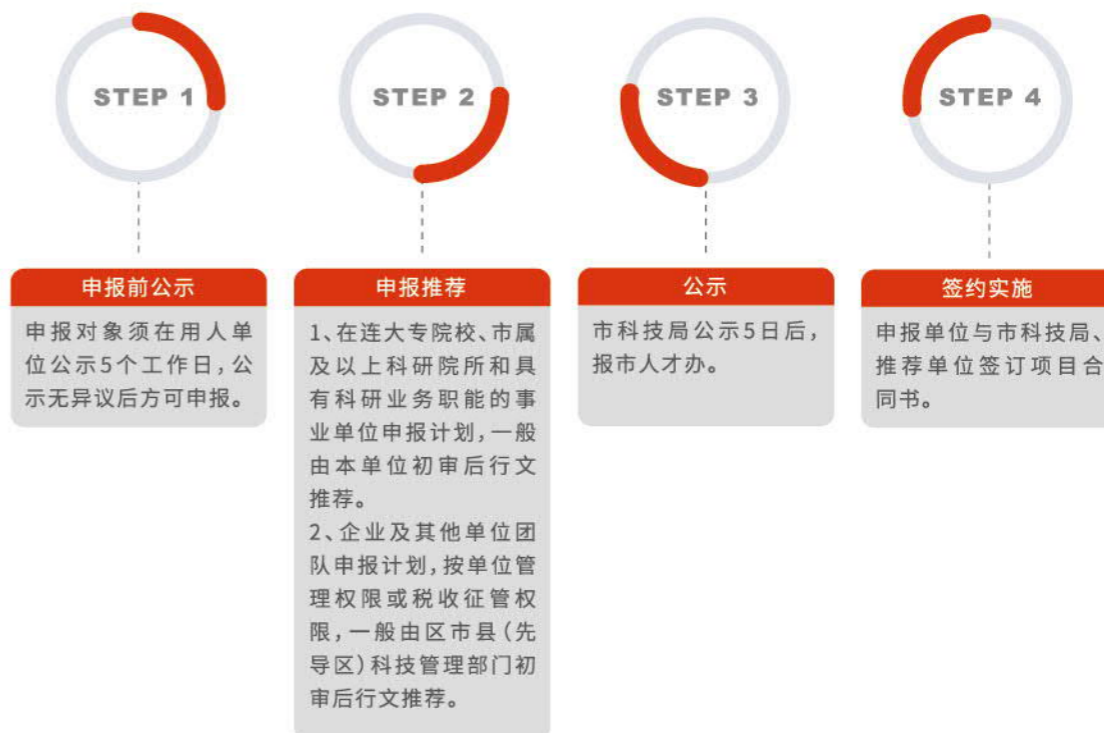 STEP 1
申报前公示
申报对象须在用人单
位公示5个工作日,公
示无异议后方可申报。
STEP 2
申报推荐
1、在连大专院校、市属
及以上科研院所和具
有科研业务职能的事
业单位申报计划,一般
由本单位初审后行文
推荐。
2、企业及其他单位团
队申报计划,按单位管
理权限或税收征管权
限,一般由区市县(先
导区)科技管理部门初
审后行文推荐。
STEP 3
公示
市科技局公示5日后,
报市人才办。
STEP 4
签约实施
申报单位与市科技局、
推荐单位签订项目合
同书。